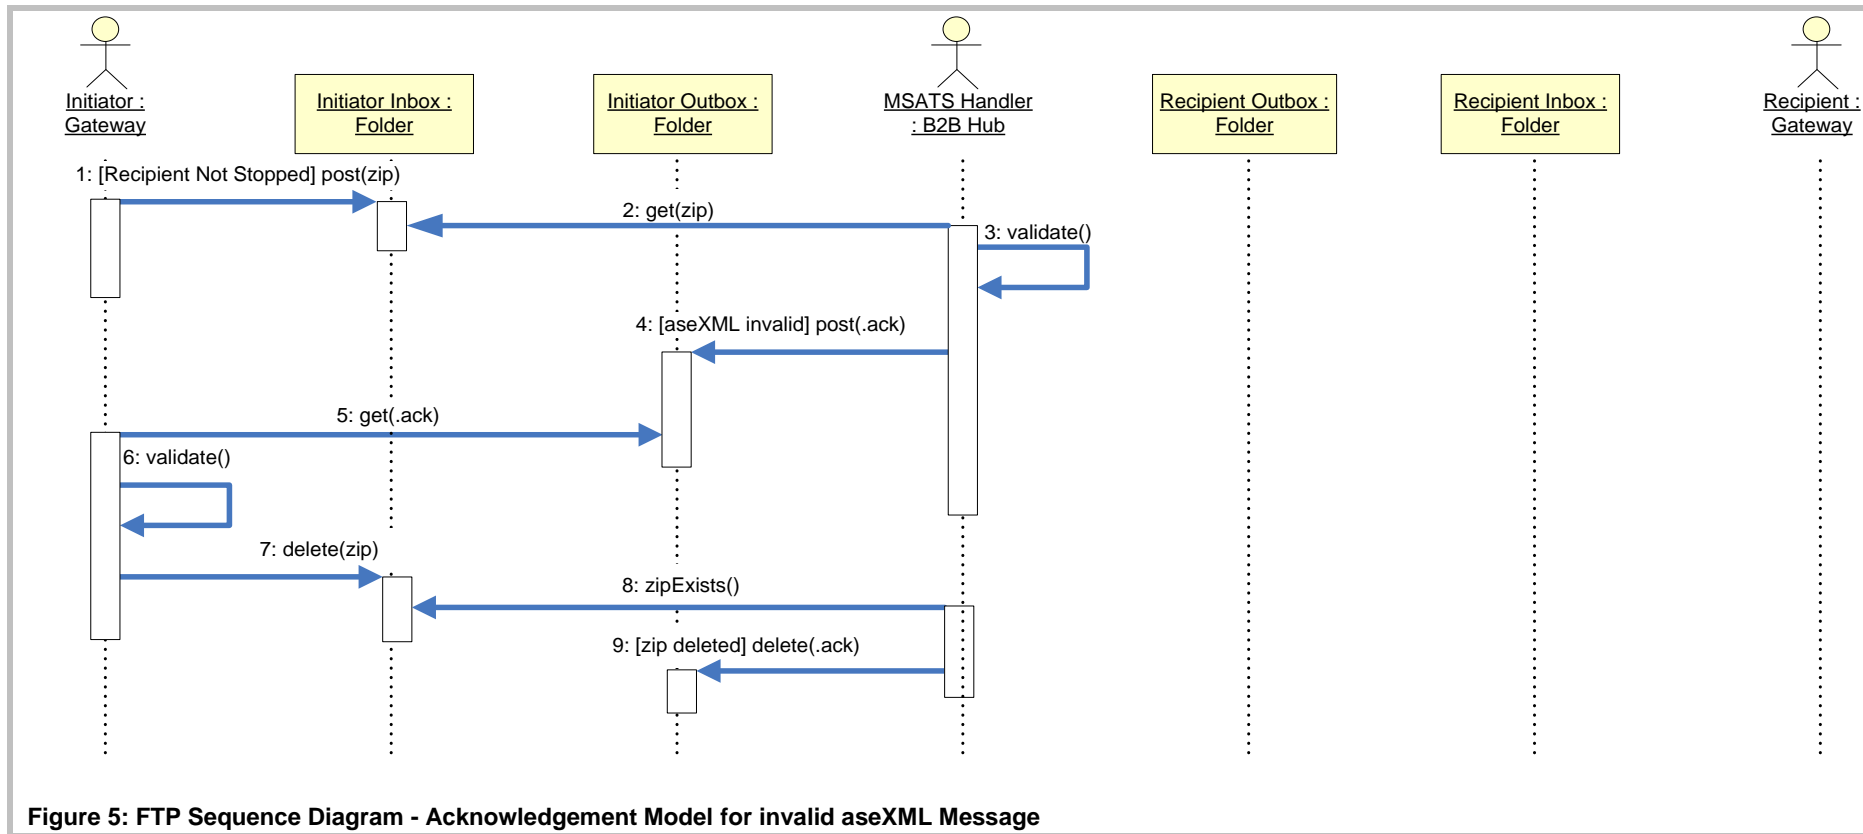 Initiator :
Gateway
Initiator Inbox :
Folder
Initiator Outbox :
Folder
MSATS Handler
: B2B Hub
Recipient Outbox :
Folder
Recipient Inbox :
Folder
Recipient :
Gateway
1: [Recipient Not Stopped] post(zip)
2: get(zip)
3: validate()
4: [aseXML invalid] post(.ack)
5: get(.ack)
6: validate()
7: delete(zip)
8: zipExists()
9: [zip deleted] delete(.ack)
Figure 5: FTP Sequence Diagram - Acknowledgement Model for invalid aseXML Message